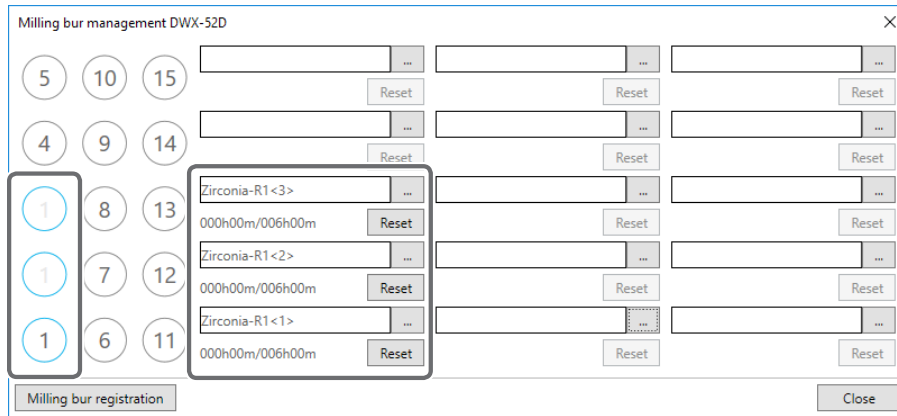 Milling bur management DWX-52D
5 10 15
... ... ...
Reset Reset Reset
4 9 14
... ... ...
Reset Reset Reset
1 8 13
Zirconia-R1<3> ... ... ...
000h00m/006h00m Reset Reset Reset
1 7 12
Zirconia-R1<2> ... ... ...
000h00m/006h00m Reset Reset Reset
1 6 11
Zirconia-R1<1> ... ... ...
000h00m/006h00m Reset Reset Reset
Milling bur registration Close